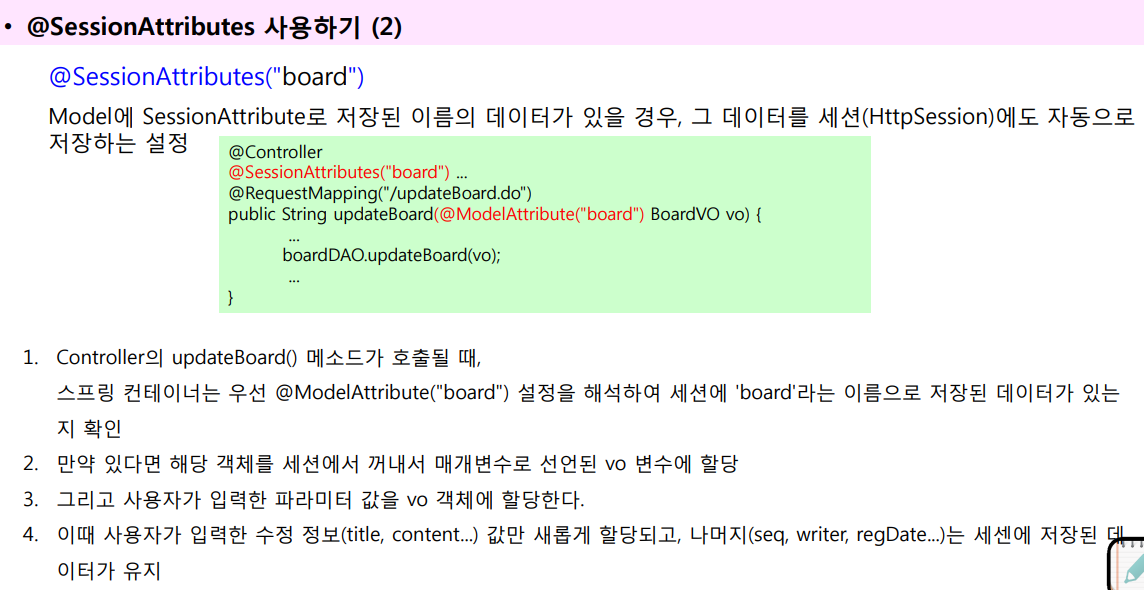 • @SessionAttributes 사용하기 (2)
@SessionAttributes("board")
Model에 SessionAttribute로 저장된 이름의 데이터가 있을 경우, 그 데이터를 세션(HttpSession)에도 자동으로
저장하는 설정
@Controller
@SessionAttributes("board") ...
@RequestMapping("/updateBoard.do")
public String updateBoard(@ModelAttribute("board") BoardVO vo) {
...
boardDAO.updateBoard(vo);
...
}
1. Controller의 updateBoard() 메소드가 호출될 때,
스프링 컨테이너는 우선 @ModelAttribute("board") 설정을 해석하여 세션에 'board'라는 이름으로 저장된 데이터가 있는
지 확인
2. 만약 있다면 해당 객체를 세션에서 꺼내서 매개변수로 선언된 vo 변수에 할당
3. 그리고 사용자가 입력한 파라미터 값을 vo 객체에 할당한다.
4. 이때 사용자가 입력한 수정 정보(title, content...) 값만 새롭게 할당되고, 나머지(seq, writer, regDate...)는 세센에 저장된 데
이터가 유지